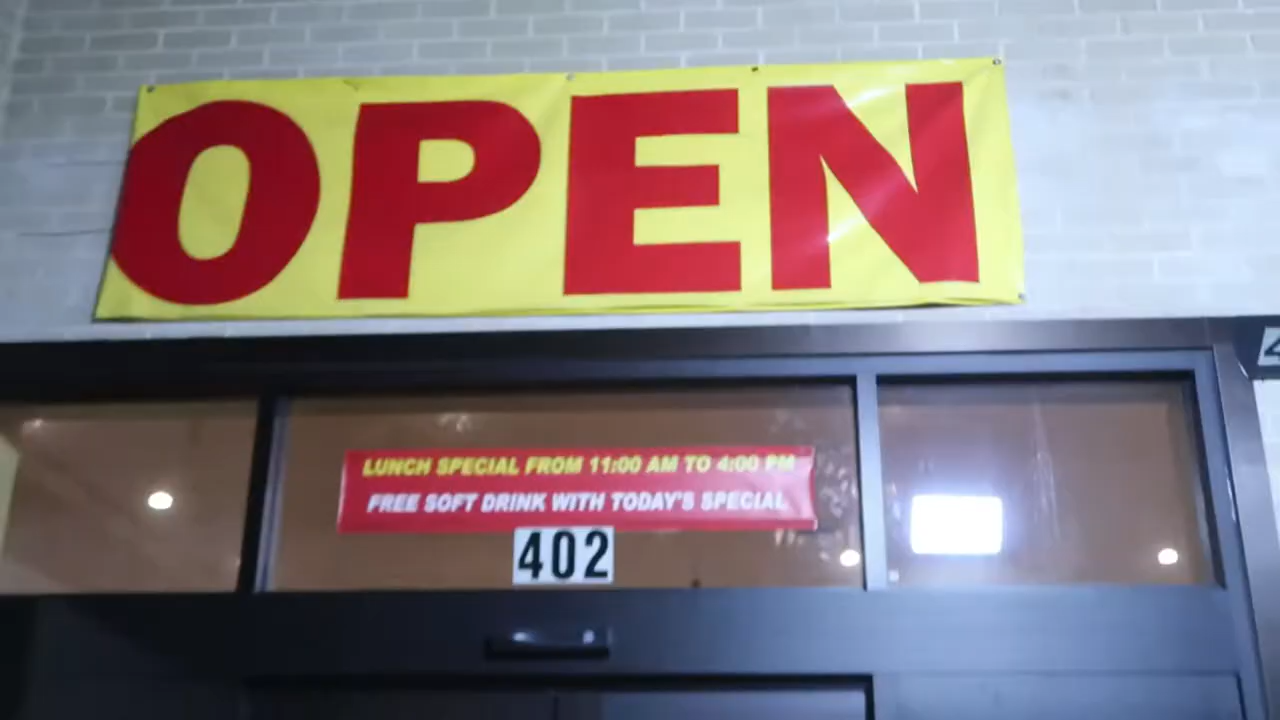 OPEN
LUNCH SPECIAL FROM 11:00 AM TO 4:00 PM
FREE SOFT DRINK WITH TODAY'S SPECIAL
402